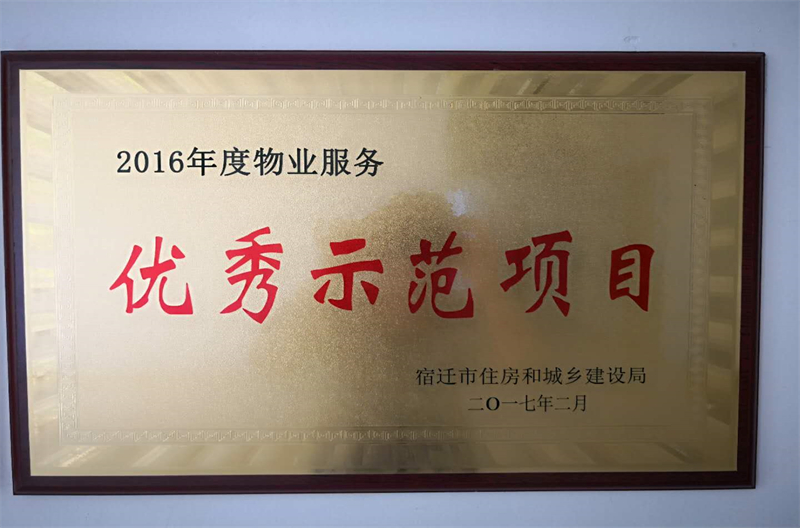 2016年度物业服务
优秀示范项目
宿迁市住房和城乡建设局
二O一七年二月